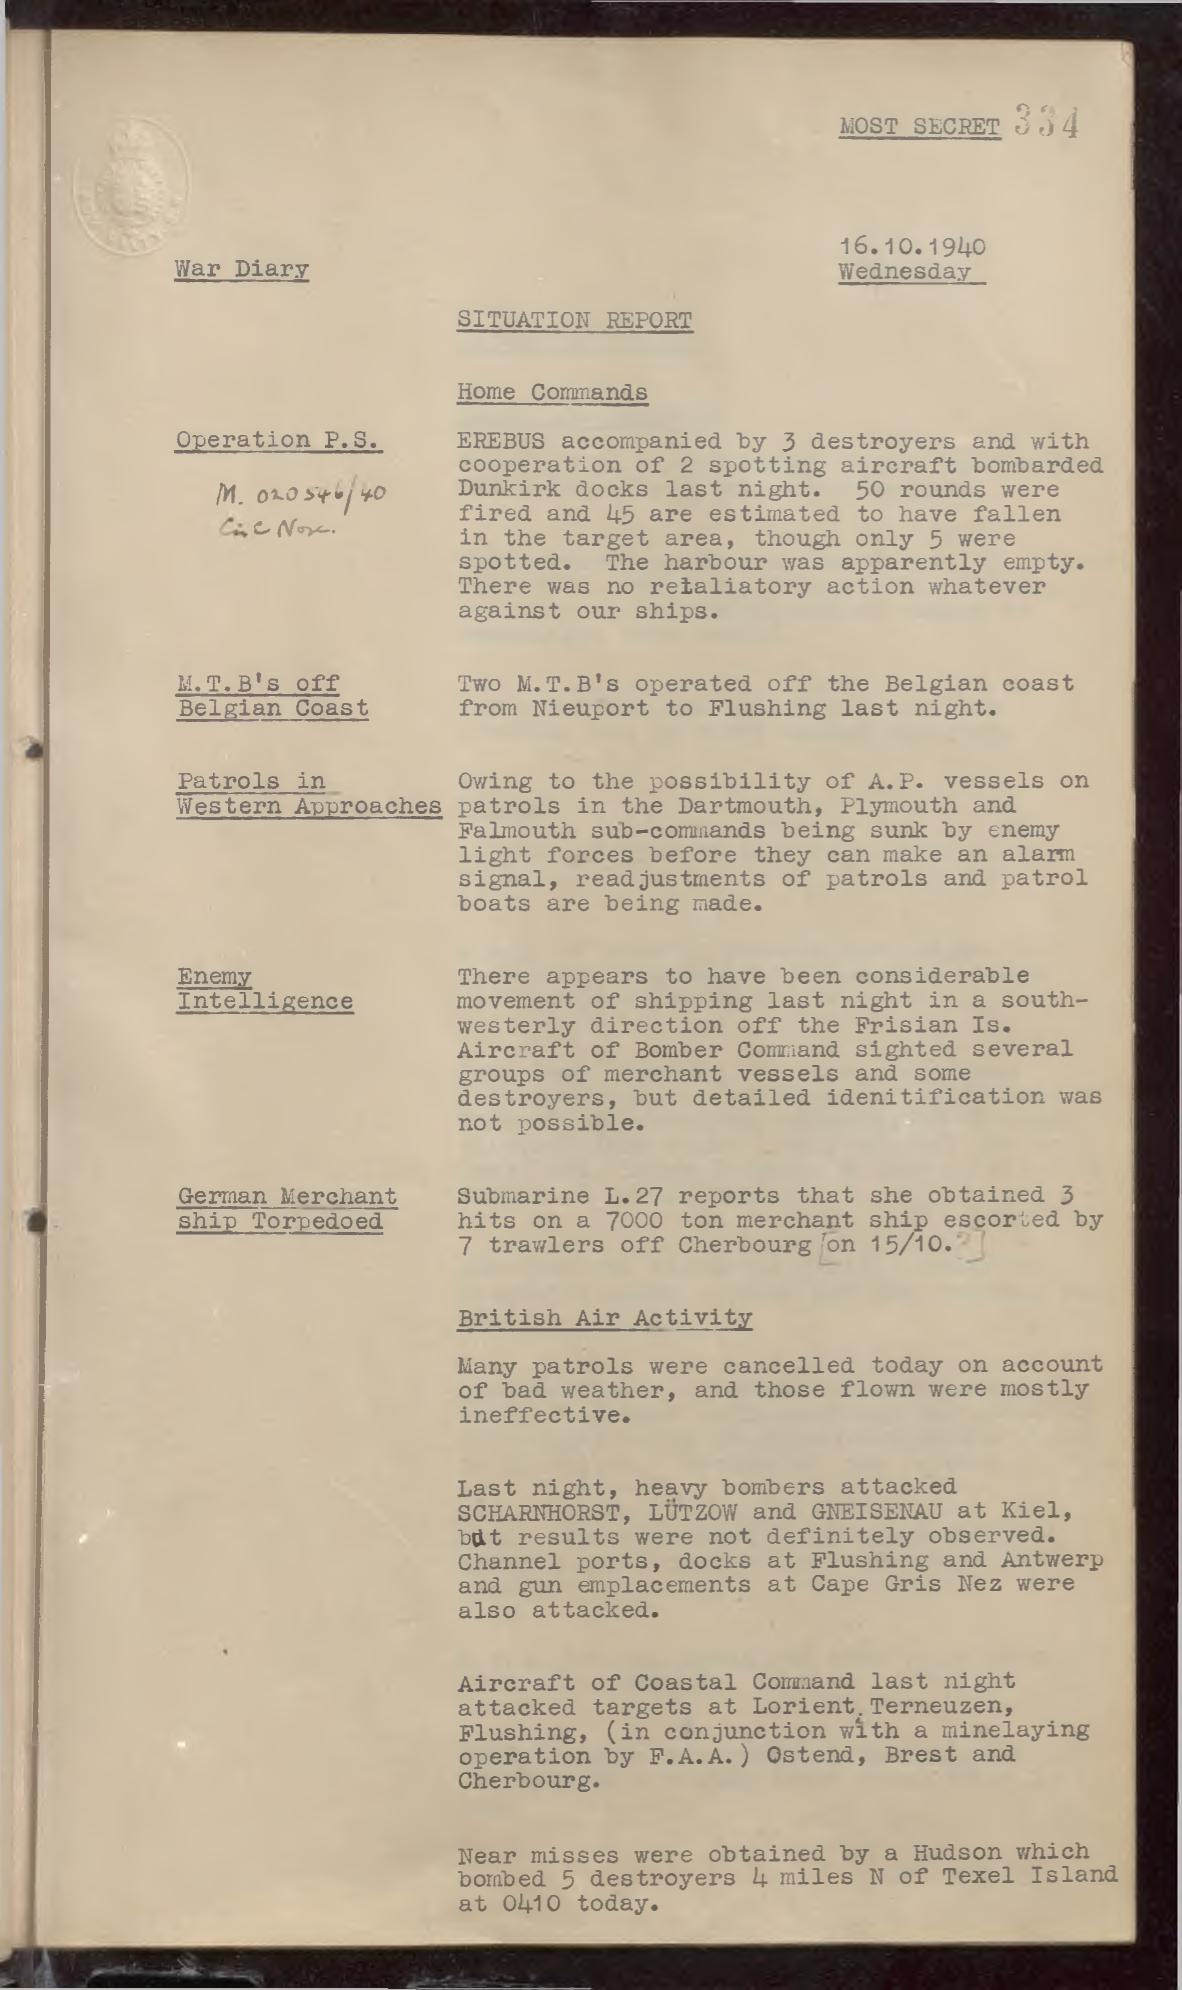 MOST SECRET 334
16.10.1940
War Diary
Wednesday
SITUATION REPORT
Home Commands
Operation P.S.
M. 020546/40
EREBUS accompanied by 3 destroyers and with
cooperation of 2 spotting aircraft bombarded
Dunkirk docks last night. 50 rounds were
fired and 45 are estimated to have fallen
in the target area, though only 5 were
spotted. The harbour was apparently empty.
There was no retaliatory action whatever
against our ships.
M.T.B's off
Belgian Coast
Two M.T.B's operated off the Belgian coast
from Nieuport to Flushing last night.
Patrols in
Western Approaches
Owing to the possibility of A.P. vessels on
patrols in the Dartmouth, Plymouth and
Falmouth sub-commands being sunk by enemy
light forces before they can make an alarm
signal, readjustments of patrols and patrol
boats are being made.
Enemy
Intelligence
There appears to have been considerable
movement of shipping last night in a south-
westerly direction off the Frisian Is.
Aircraft of Bomber Command sighted several
groups of merchant vessels and some
destroyers, but detailed idenitification was
not possible.
German Merchant
ship Torpedoed
Submarine L.27 reports that she obtained 3
hits on a 7000 ton merchant ship escorted by
7 trawlers off Cherbourg [on 15/10.?]
British Air Activity
Many patrols were cancelled today on account
of bad weather, and those flown were mostly
ineffective.
Last night, heavy bombers attacked
SCHARNHORST, LÜTZOW and GNEISENAU at Kiel,
but results were not definitely observed.
Channel ports, docks at Flushing and Antwerp
and gun emplacements at Cape Gris Nez were
also attacked.
Aircraft of Coastal Command last night
attacked targets at Lorient, Terneuzen,
Flushing, (in conjunction with a minelaying
operation by F.A.A.) Ostend, Brest and
Cherbourg.
Near misses were obtained by a Hudson which
bombed 5 destroyers 4 miles N of Texel Island
at 0410 today.